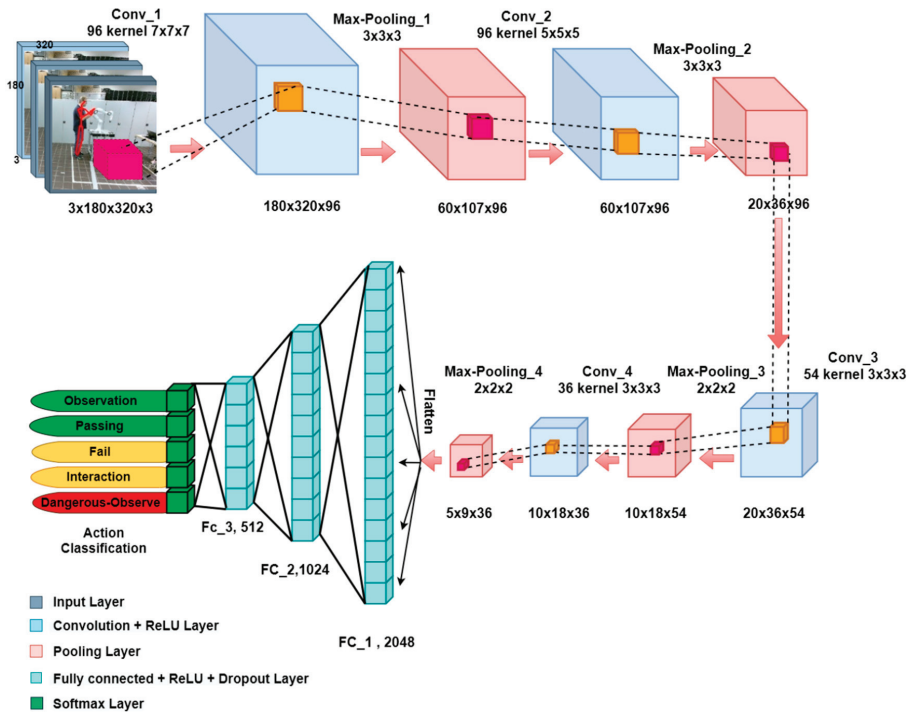 Conv_1
96 kernel 7x7x7
Max-Pooling_1
3x3x3
Conv_2
96 kernel 5x5x5
Max-Pooling_2
3x3x3
320
180
3
3x180x320x3
180x320x96
60x107x96
60x107x96
20x36x96
Conv_3
54 kernel 3x3x3
Max-Pooling_3
2x2x2
Conv_4
36 kernel 3x3x3
Max-Pooling_4
2x2x2
20x36x54
10x18x54
10x18x36
5x9x36
Flatten
FC_1 , 2048
FC_2,1024
Fc_3, 512
Observation
Passing
Fail
Interaction
Dangerous-Observe
Action
Classification
Input Layer
Convolution + ReLU Layer
Pooling Layer
Fully connected + ReLU + Dropout Layer
Softmax Layer